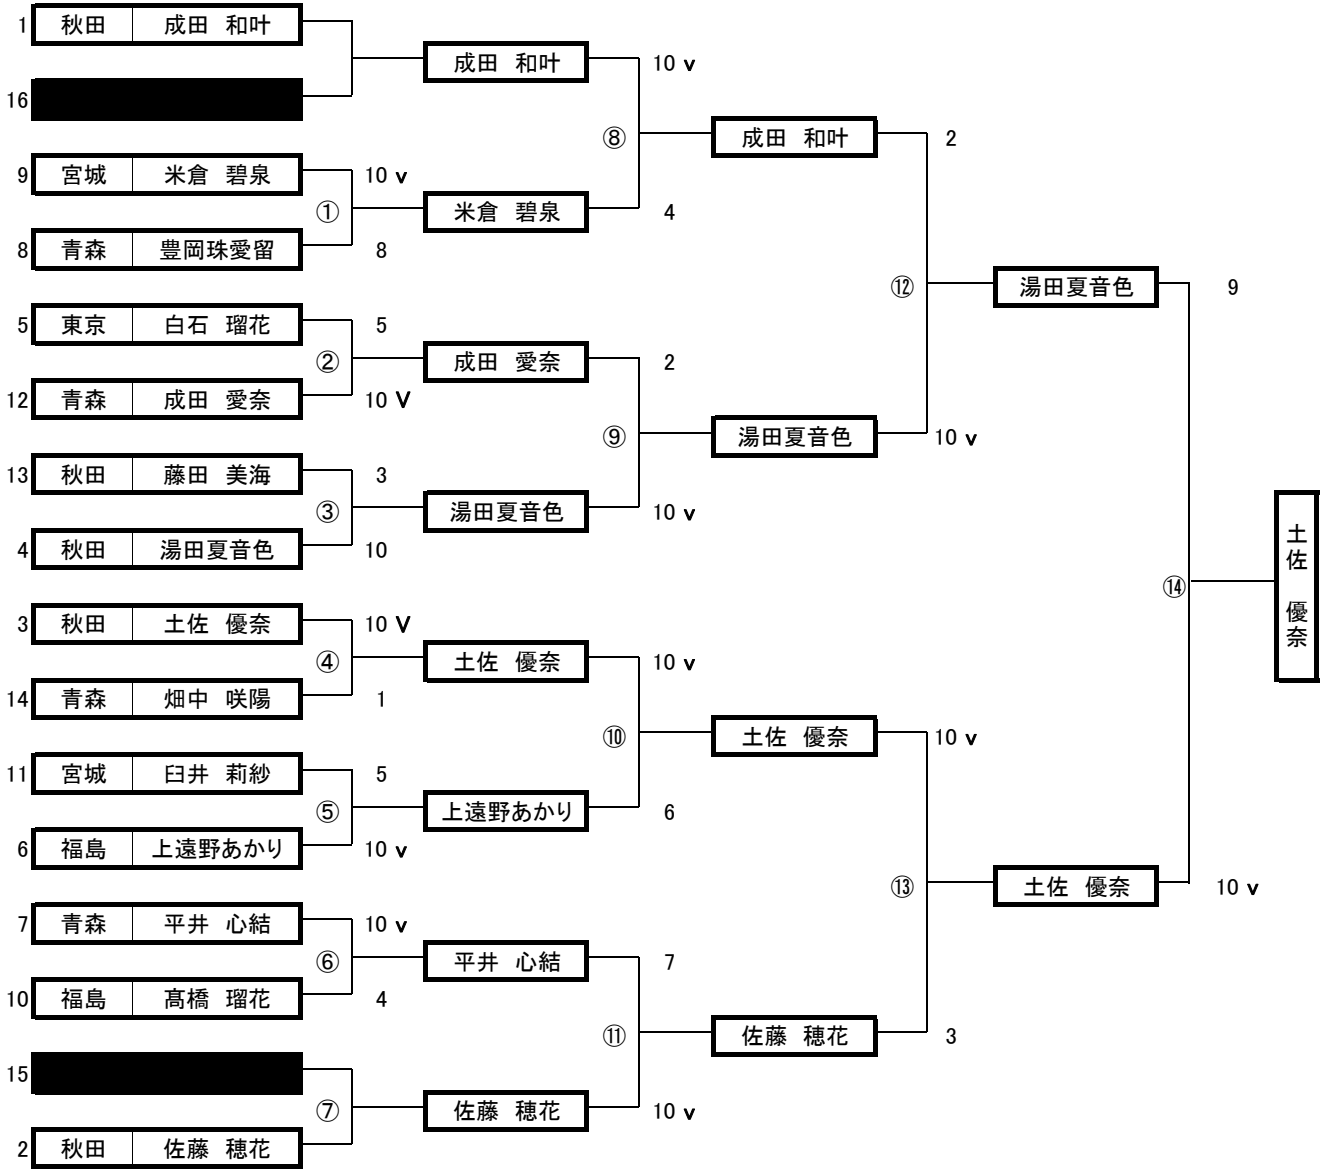 1 秋田 成田 和叶
成田 和叶 10 v
16
⑧ 成田 和叶 2
9 宮城 米倉 碧泉 10 v
① 米倉 碧泉 4
8 青森 豊岡珠愛留 8
⑫ 湯田夏音色 9
5 東京 白石 瑠花 5
② 成田 愛奈 2
12 青森 成田 愛奈 10 V
⑨ 湯田夏音色 10 v
13 秋田 藤田 美海 3
③ 湯田夏音色 10 v
4 秋田 湯田夏音色 10
⑭ 土佐 優奈
3 秋田 土佐 優奈 10 V
④ 土佐 優奈 10 v
14 青森 畑中 咲陽 1
⑩ 土佐 優奈 10 v
11 宮城 臼井 莉紗 5
⑤ 上遠野あかり 6
6 福島 上遠野あかり 10 v
⑬ 土佐 優奈 10 v
7 青森 平井 心結 10 v
⑥ 平井 心結 7
10 福島 髙橋 瑠花 4
⑪ 佐藤 穂花 3
15
⑦ 佐藤 穂花 10 v
2 秋田 佐藤 穂花